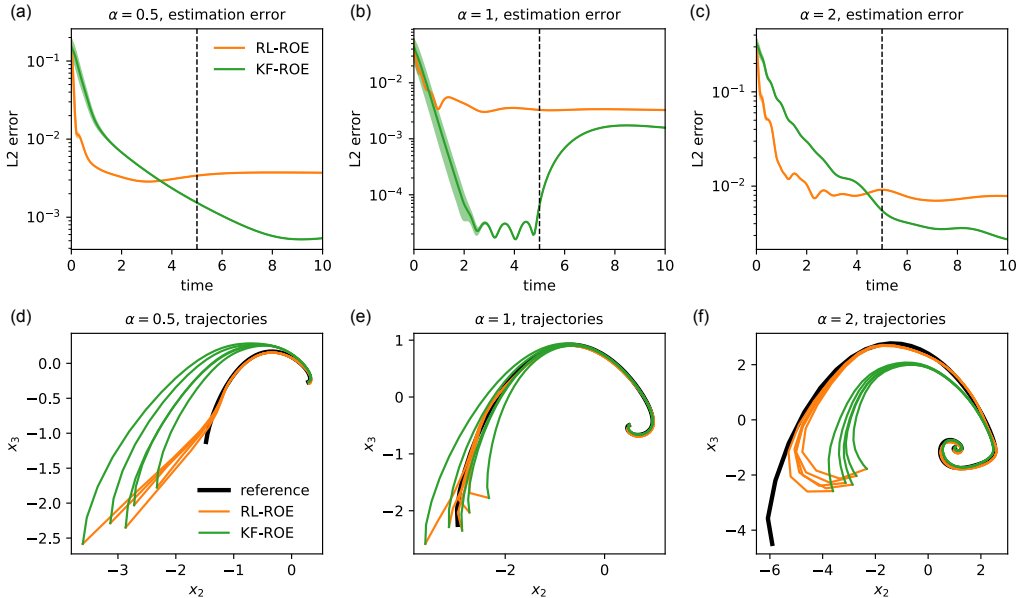 (a)
α = 0.5, estimation error
L2 error
10⁻¹
10⁻²
10⁻³
RL-ROE
KF-ROE
0 2 4 6 8 10
time
(b)
α = 1, estimation error
L2 error
10⁻²
10⁻³
10⁻⁴
0 2 4 6 8 10
time
(c)
α = 2, estimation error
L2 error
10⁻¹
10⁻²
0 2 4 6 8 10
time
(d)
α = 0.5, trajectories
x₃
0.0
−0.5
−1.0
−1.5
−2.0
−2.5
reference
RL-ROE
KF-ROE
−3 −2 −1 0
x₂
(e)
α = 1, trajectories
x₃
1
0
−1
−2
−2 0
x₂
(f)
α = 2, trajectories
x₃
2
0
−2
−4
−6 −4 −2 0 2
x₂